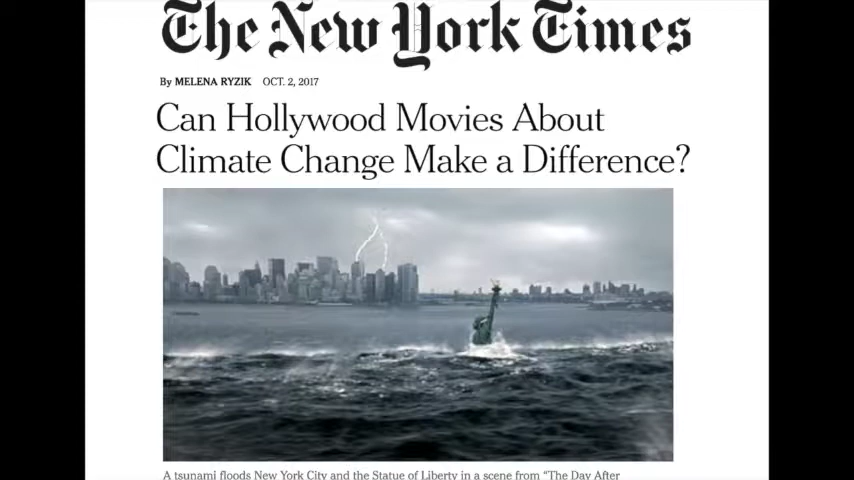 The New York Times
By MELENA RYZIK OCT. 2, 2017
Can Hollywood Movies About
Climate Change Make a Difference?
A tsunami floods New York City and the Statue of Liberty in a scene from “The Day After